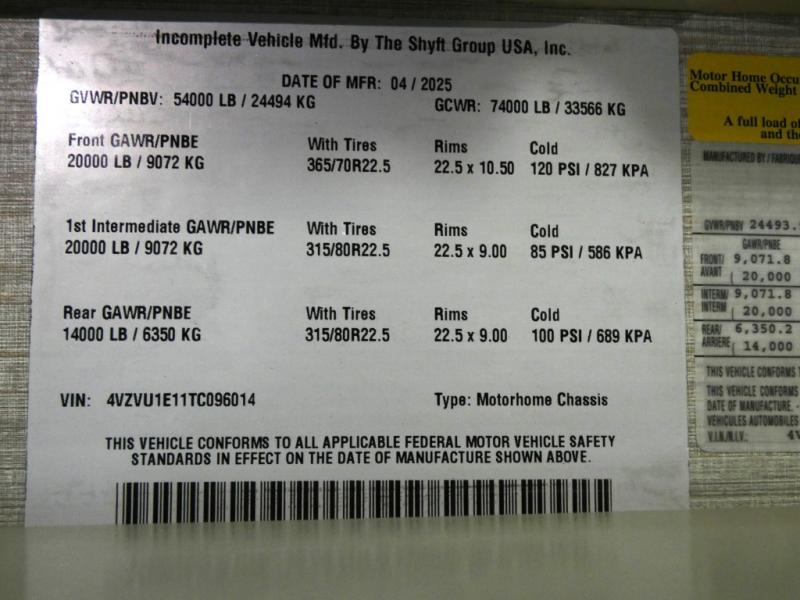 Incomplete Vehicle Mfd. By The Shyft Group USA, Inc.
DATE OF MFR: 04 / 2025
GVWR/PNBV: 54000 LB / 24494 KG GCWR: 74000 LB / 33566 KG
Front GAWR/PNBE With Tires Rims Cold
20000 LB / 9072 KG 365/70R22.5 22.5 x 10.50 120 PSI / 827 KPA
1st Intermediate GAWR/PNBE With Tires Rims Cold
20000 LB / 9072 KG 315/80R22.5 22.5 x 9.00 85 PSI / 586 KPA
Rear GAWR/PNBE With Tires Rims Cold
14000 LB / 6350 KG 315/80R22.5 22.5 x 9.00 100 PSI / 689 KPA
VIN: 4VZVU1E11TC096014 Type: Motorhome Chassis
THIS VEHICLE CONFORMS TO ALL APPLICABLE FEDERAL MOTOR VEHICLE SAFETY
STANDARDS IN EFFECT ON THE DATE OF MANUFACTURE SHOWN ABOVE.
Motor Home Occu
Combined Weight
A full load of
and the
MANUFACTURED BY / FABRIQU
GVWR/PNBV 24493.
GAWR/PNBE
FRONT/ 9,071.8
AVANT ( 20,000
INTERM/ 9,071.8
INTERM ( 20,000
REAR/ 6,350.2
ARRIERE ( 14,000
THIS VEHICLE CONFORMS T
THIS VEHICLE CONFORMS
DATE OF MANUFACTURE. -
VEHICULES AUTOMOBILES
V.I.N./N.I.V.: 4V